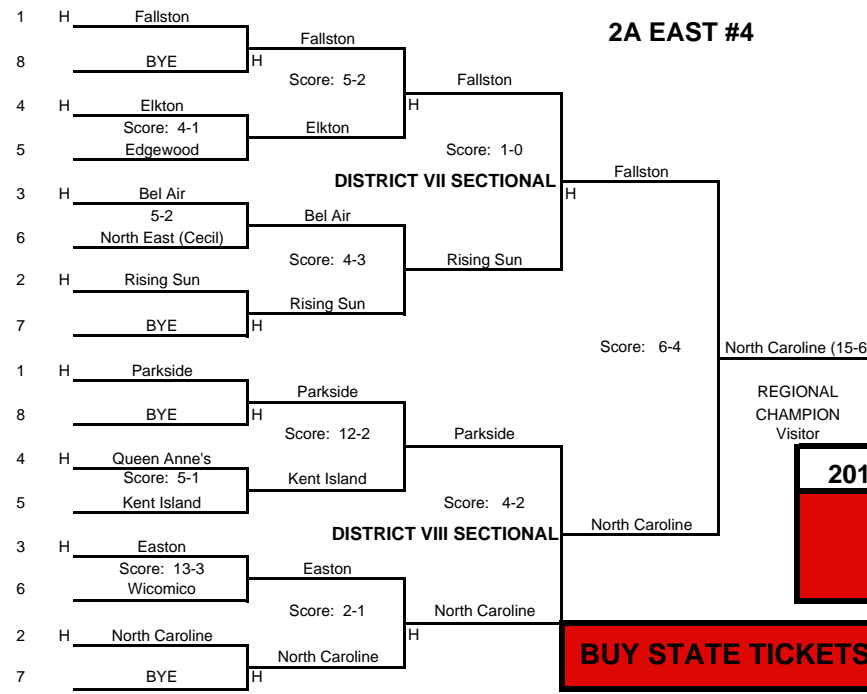 2A EAST #4
1 H Fallston
Fallston
8 BYE H
Score: 5-2
Fallston
4 H Elkton
H
Score: 4-1
Elkton
5 Edgewood
Score: 1-0
Fallston
DISTRICT VII SECTIONAL
3 H Bel Air
H
5-2
Bel Air
6 North East (Cecil)
Score: 4-3
Rising Sun
2 H Rising Sun
Rising Sun
7 BYE H
Score: 6-4
North Caroline (15-6
1 H Parkside
Parkside
REGIONAL
CHAMPION
Visitor
8 BYE H
Score: 12-2
Parkside
4 H Queen Anne's
201
Score: 5-1
Kent Island
5 Kent Island
Score: 4-2
North Caroline
DISTRICT VIII SECTIONAL
3 H Easton
Score: 13-3
Easton
6 Wicomico
Score: 2-1
North Caroline
2 H North Caroline
H
North Caroline
7 BYE H
BUY STATE TICKETS